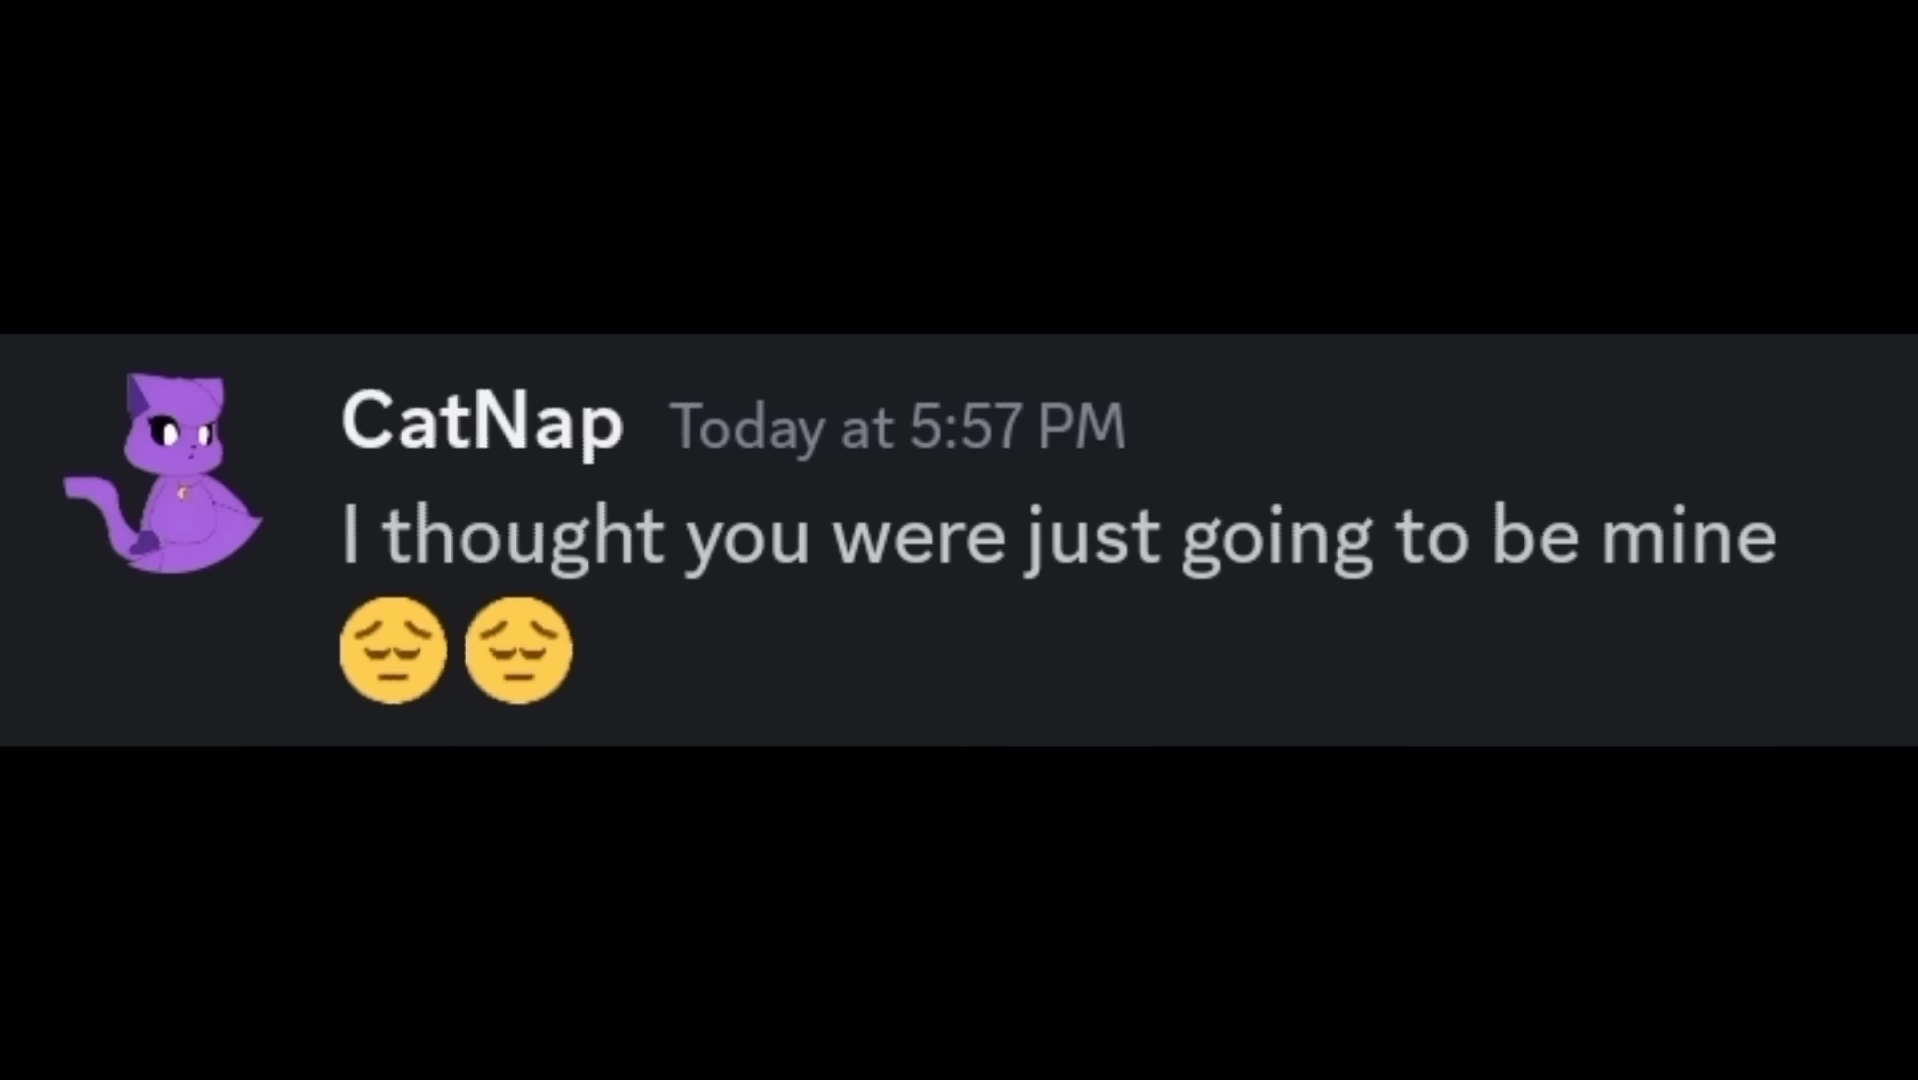 CatNap Today at 5:57 PM
I thought you were just going to be mine
😔😔